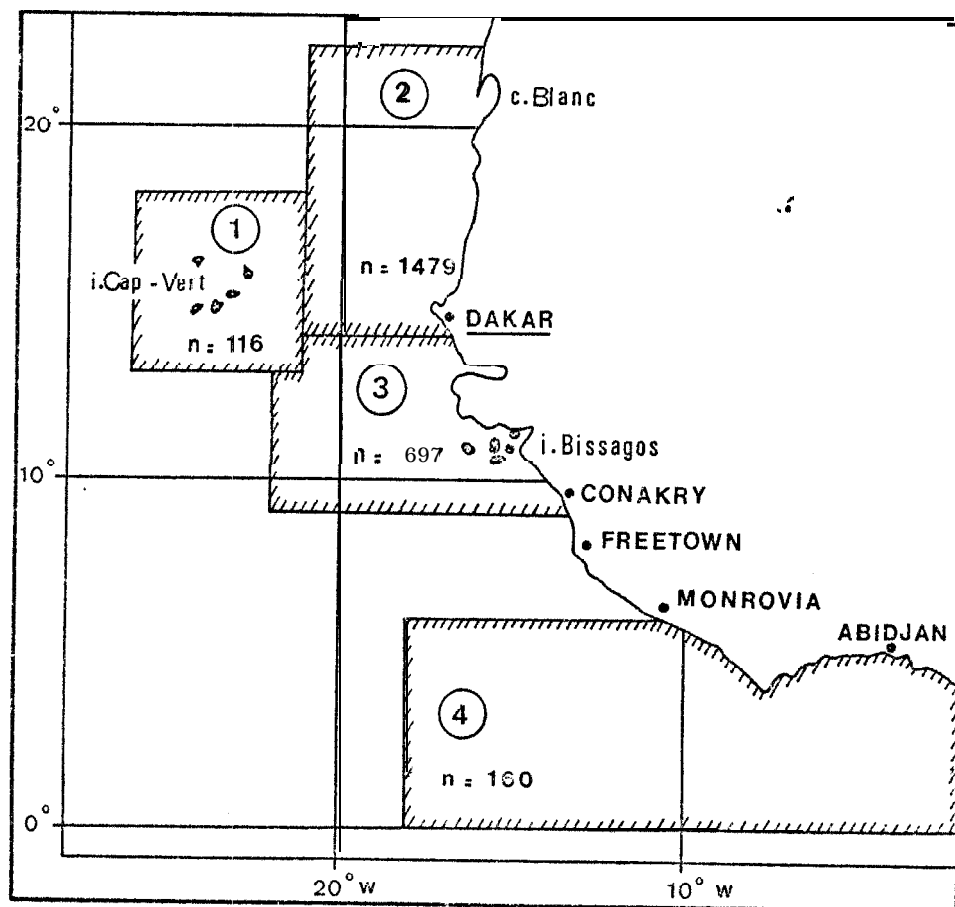 2
c.Blanc
20°
1
i.Cap-Vert
n = 1479
DAKAR
n = 116
3
n = 697
i.Bissagos
10°
CONAKRY
FREETOWN
MONROVIA
ABIDJAN
4
n = 160
0°
20° W
10° W